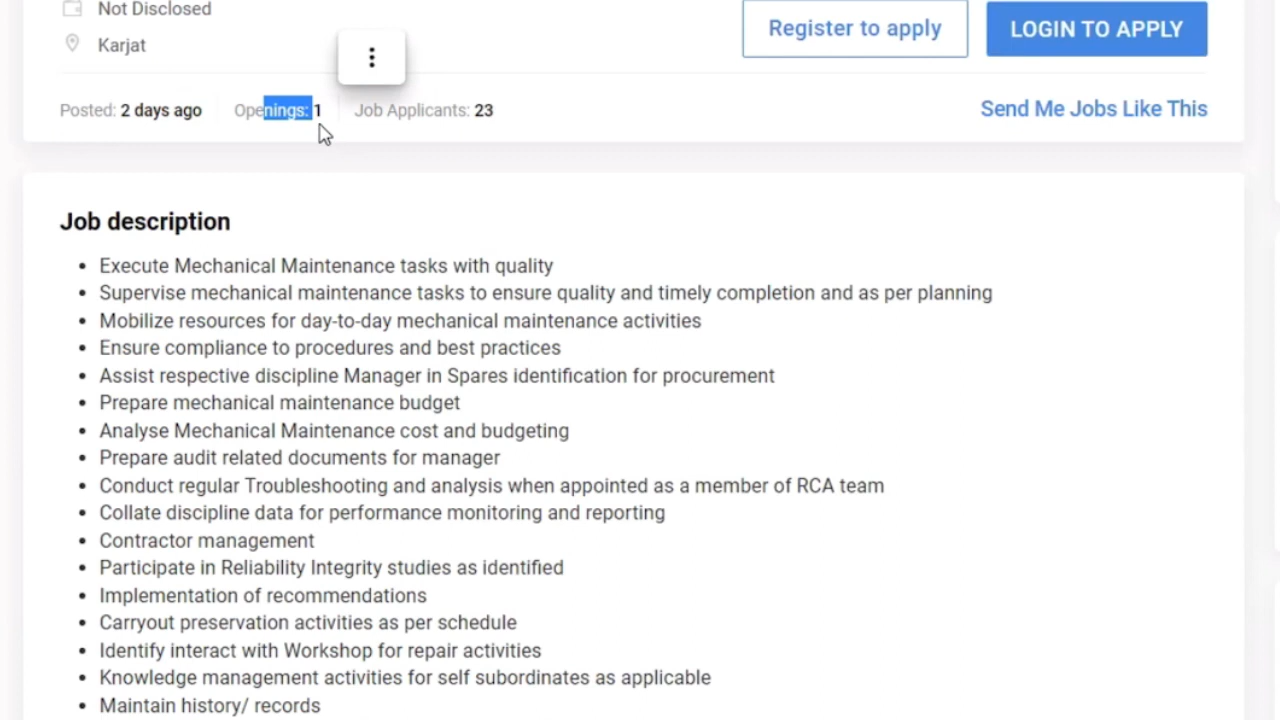 Not Disclosed
Register to apply
LOGIN TO APPLY
Karjat
Posted: 2 days ago
Openings: 1
Job Applicants: 23
Send Me Jobs Like This
Job description
• Execute Mechanical Maintenance tasks with quality
• Supervise mechanical maintenance tasks to ensure quality and timely completion and as per planning
• Mobilize resources for day-to-day mechanical maintenance activities
• Ensure compliance to procedures and best practices
• Assist respective discipline Manager in Spares identification for procurement
• Prepare mechanical maintenance budget
• Analyse Mechanical Maintenance cost and budgeting
• Prepare audit related documents for manager
• Conduct regular Troubleshooting and analysis when appointed as a member of RCA team
• Collate discipline data for performance monitoring and reporting
• Contractor management
• Participate in Reliability Integrity studies as identified
• Implementation of recommendations
• Carryout preservation activities as per schedule
• Identify interact with Workshop for repair activities
• Knowledge management activities for self subordinates as applicable
• Maintain history/ records